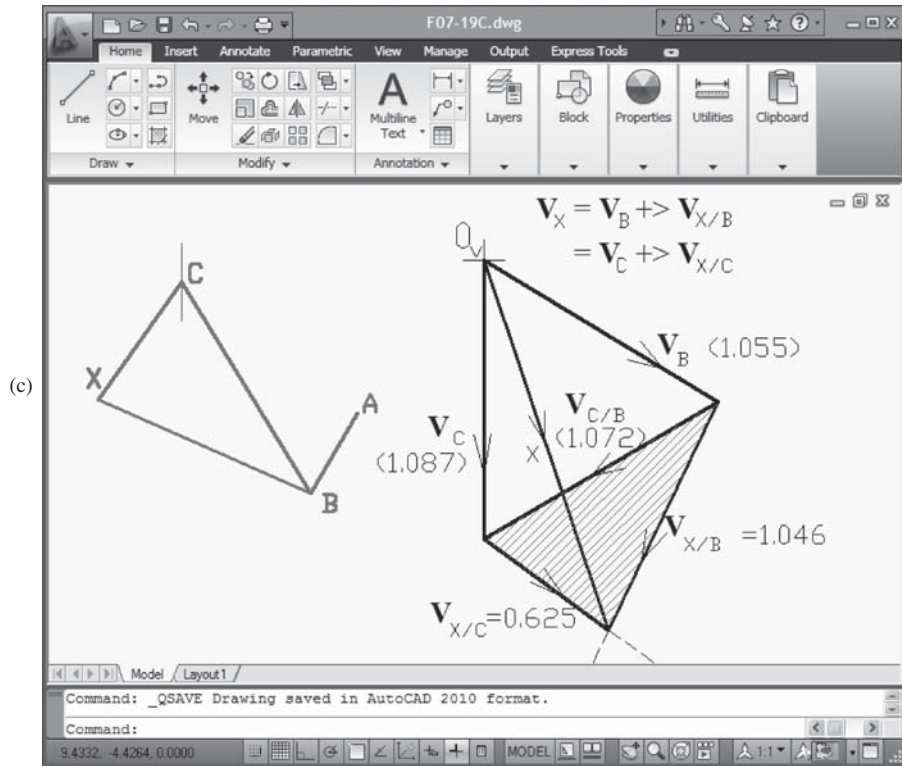 F07-19C.dwg
Home Insert Annotate Parametric View Manage Output Express Tools
Line
Move
A
Multiline
Text
Layers
Block
Properties
Utilities
Clipboard
Draw
Modify
Annotation
V_X = V_B +> V_X/B
= V_C +> V_X/C
0_v
C
X
A
B
V_B (1.055)
V_C/B
(1.072)
V_C
(1.087)
X
V_X/B =1.046
V_X/C=0.625
(c)
Model Layout1
Command: _QSAVE Drawing saved in AutoCAD 2010 format.
Command:
9.4332, -4.4264, 0.0000
MODEL
1:1